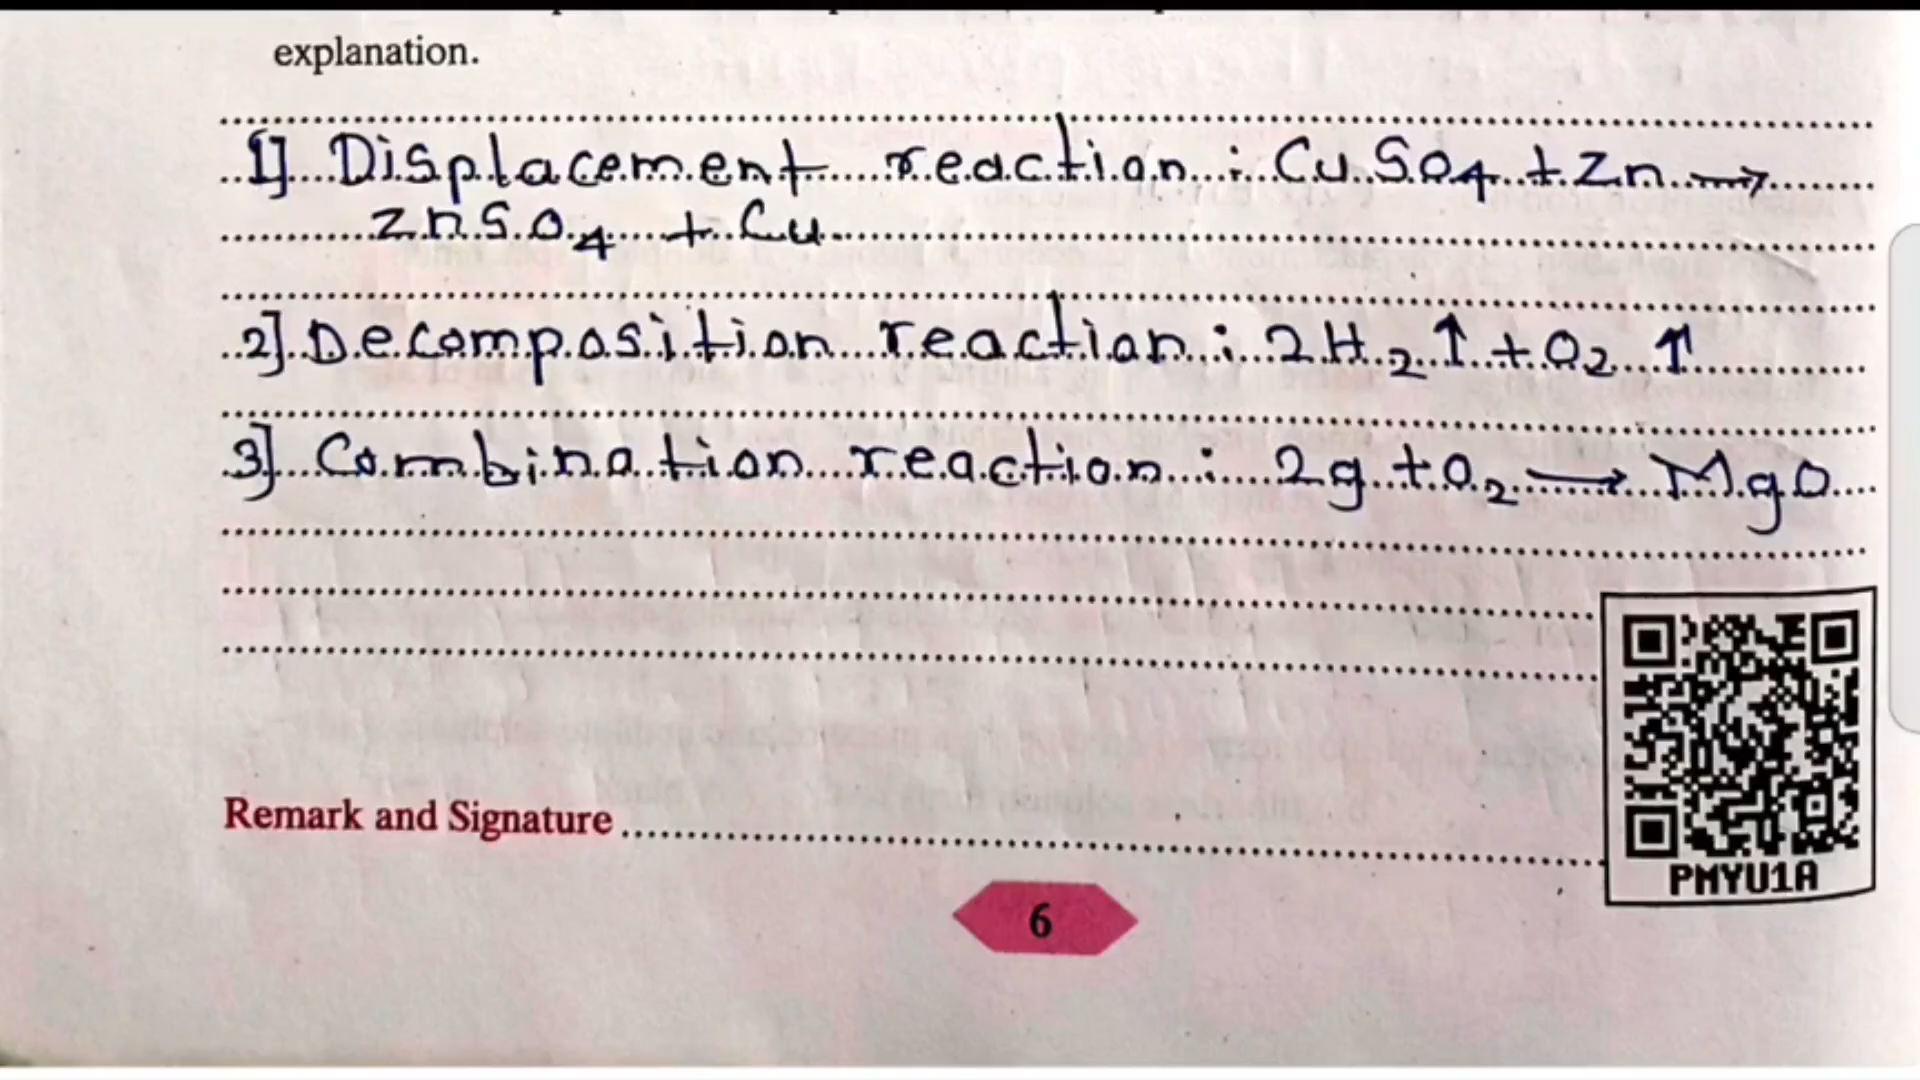 explanation.
1] Displacement reaction : CuSO₄ + Zn →
ZnSO₄ + Cu
2] Decomposition reaction : 2H₂↑ + O₂ ↑
3] Combination reaction : 2g + O₂ → MgO
Remark and Signature
PMYU1A
6